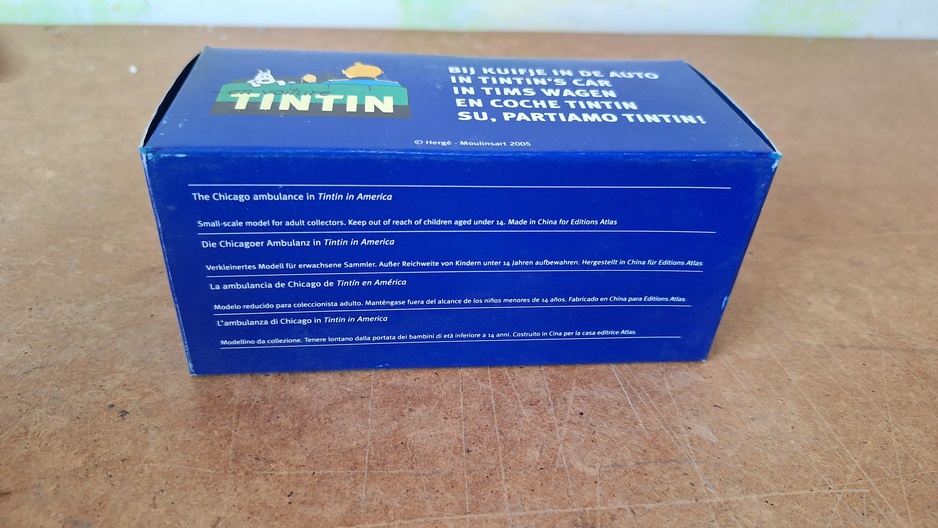 en voiture
TINTIN
BIJ KUIFJE IN DE AUTO
IN TINTIN'S CAR
IN TIMS WAGEN
EN COCHE TINTIN
SU, PARTIAMO TINTIN!
© Hergé - Moulinsart 2005
The Chicago ambulance in Tintin in America
Small-scale model for adult collectors. Keep out of reach of children aged under 14. Made in China for Editions Atlas
Die Chicagoer Ambulanz in Tintin in America
Verkleinertes Modell für erwachsene Sammler. Außer Reichweite von Kindern unter 14 Jahren aufbewahren. Hergestellt in China für Editions Atlas
La ambulancia de Chicago de Tintín en América
Modelo reducido para coleccionista adulto. Manténgase fuera del alcance de los niños menores de 14 años. Fabricado en China para Editions Atlas
L'ambulanza di Chicago in Tintin in America
Modellino da collezione. Tenere lontano dalla portata dei bambini di età inferiore a 14 anni. Costruito in Cina per la casa editrice Atlas